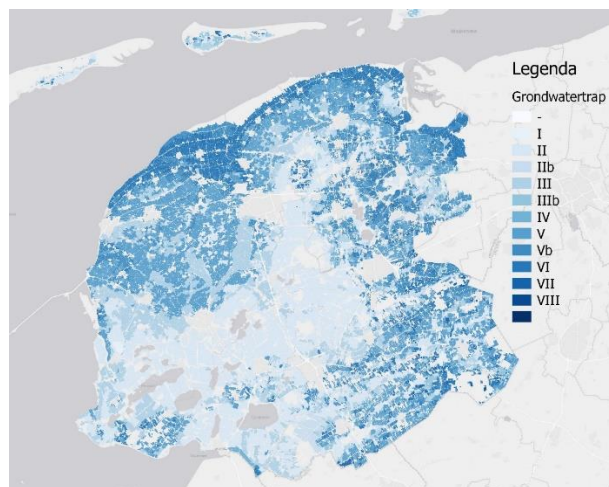 Legenda
Grondwatertrap
-
I
II
IIb
III
IIIb
IV
V
Vb
VI
VII
VIII